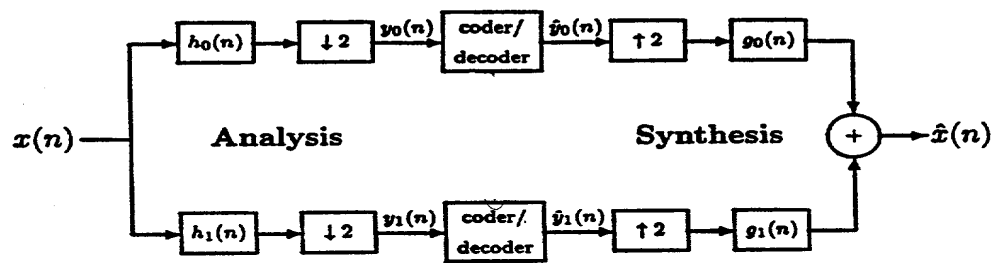 h₀(n) ↓2 y₀(n) coder/ ŷ₀(n) ↑2 g₀(n)
decoder
x(n) Analysis Synthesis + x̂(n)
h₁(n) ↓2 y₁(n) coder/ ŷ₁(n) ↑2 g₁(n)
decoder